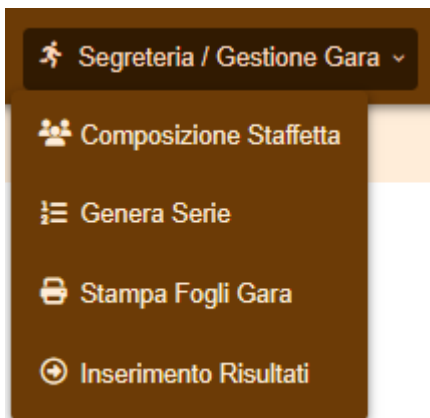 Segreteria / Gestione Gara
Composizione Staffetta
Genera Serie
Stampa Fogli Gara
Inserimento Risultati